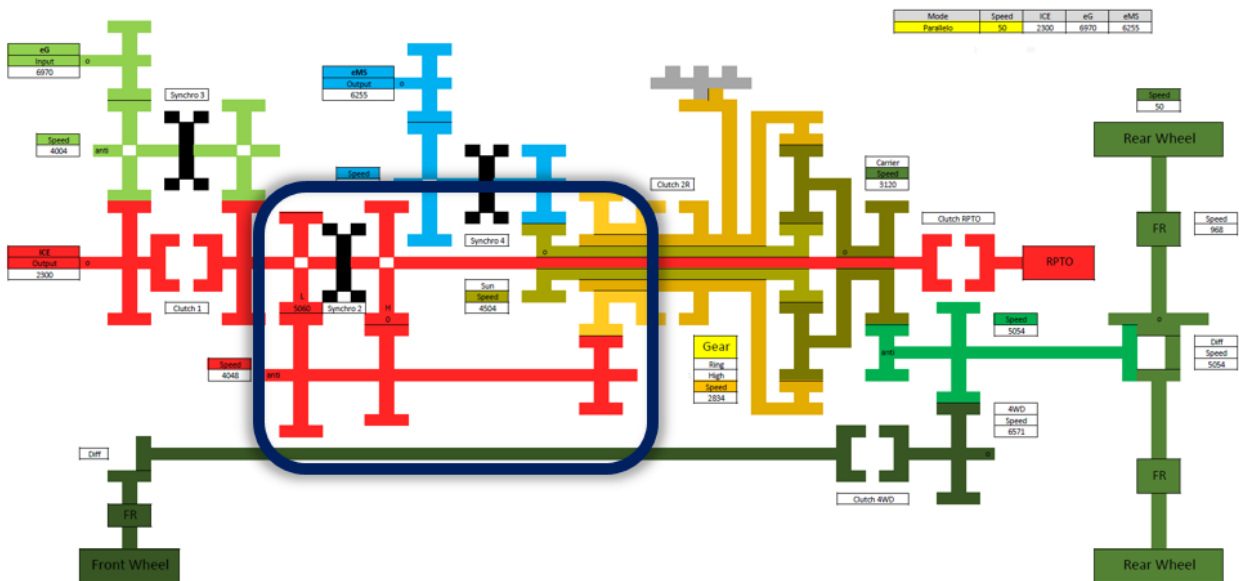 Mode Speed ICE eG eMS
Parallelo 50 2300 6970 6255
eG
Input
6970
o
eMS
Output
6255
o
Synchro 3
Speed
50
Speed
4004
anti
Rear Wheel
Speed
Clutch 2R
Carrier
Speed
3120
Clutch RPTO
FR
Speed
968
Synchro 4
o
o
ICE
Output
2300
o
RPTO
Sun
Speed
4504
L
5060
Synchro 2
H
0
Clutch 1
Speed
5054
o
Gear
Ring
High
Speed
2834
anti
Diff
Speed
5054
Speed
4048
anti
4WD
Speed
6571
Diff
o
FR
Clutch 4WD
FR
Front Wheel
Rear Wheel